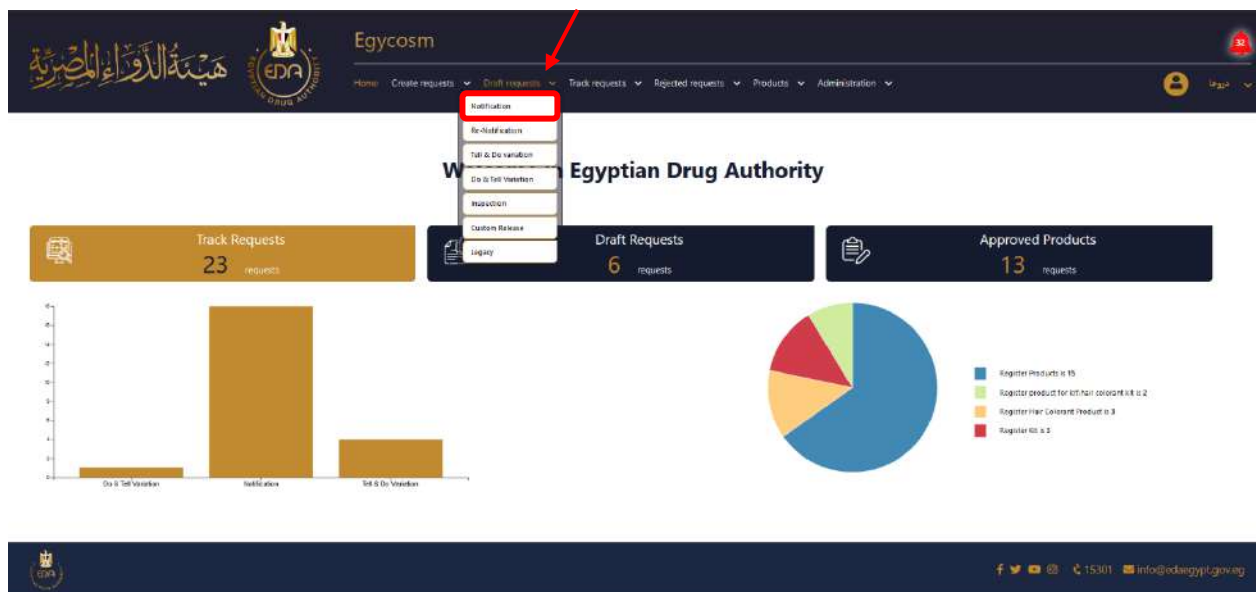 هيئة الدواء المصرية
EDA
EGYPTIAN DRUG AUTHORITY
Egycosm
32
Home Create requests Draft requests Track requests Rejected requests Products Administration
Notification
Re-Notification
Tell & Do variation
Do & Tell Variation
Inspection
Custom Release
Legacy
Egyptian Drug Authority
Track Requests
23 requests
Draft Requests
6 requests
Approved Products
13 requests
Do & Tell Variation
Notification
Tell & Do Variation
Register Products is 15
Register product for kit\hair colorant kit is 2
Register Hair Colorant Product is 3
Register Kit is 3
EDA
15301 info@edaegypt.gov.eg